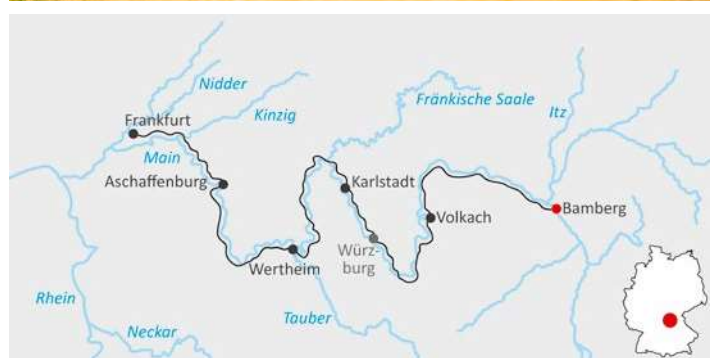 Nidder
Fränkische Saale
Itz
Kinzig
Frankfurt
Main
Aschaffenburg
Karlstadt
Bamberg
Volkach
Würz-
burg
Wertheim
Rhein
Tauber
Neckar